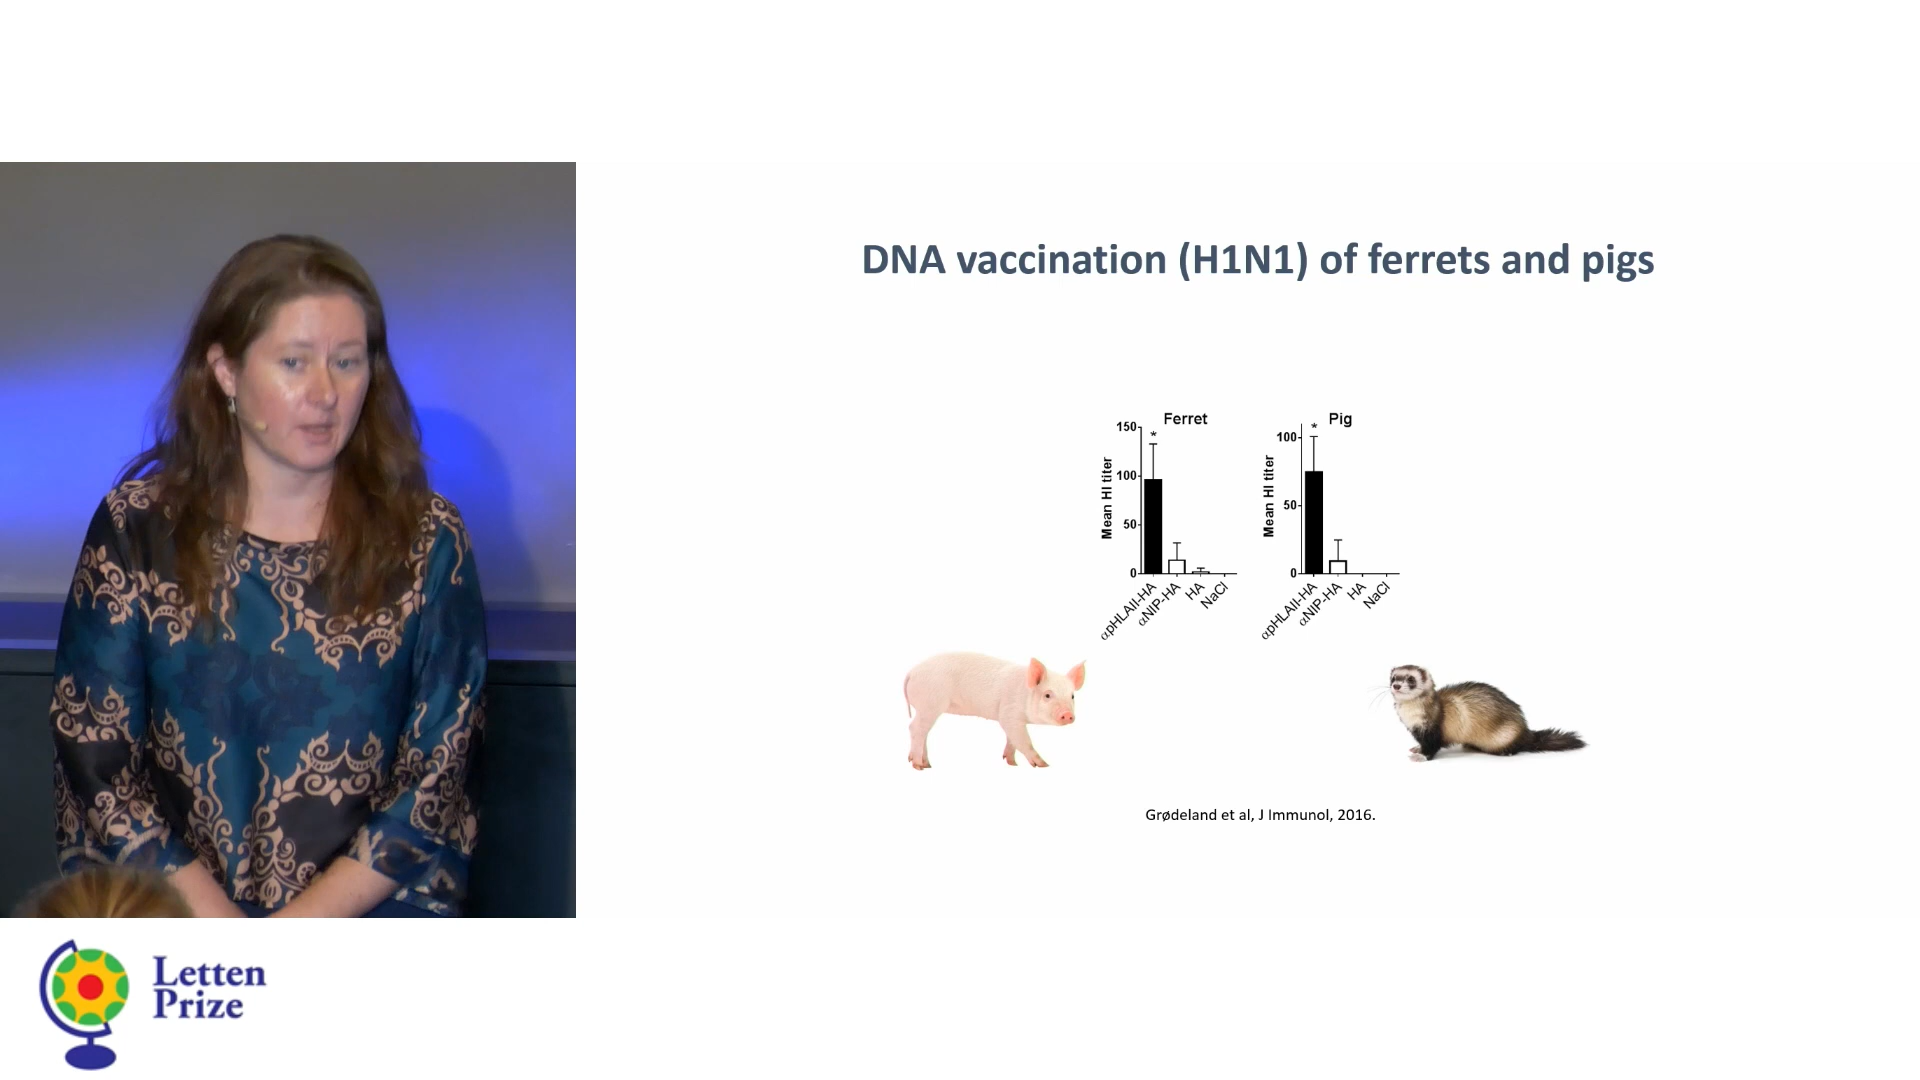 DNA vaccination (H1N1) of ferrets and pigs
Ferret
Mean HI titer
150
100
50
0
*
αpHLAII-HA
αNIP-HA
HA
NaCl
Pig
Mean HI titer
100
50
0
*
αpHLAII-HA
αNIP-HA
HA
NaCl
Grødeland et al, J Immunol, 2016.
Letten
Prize